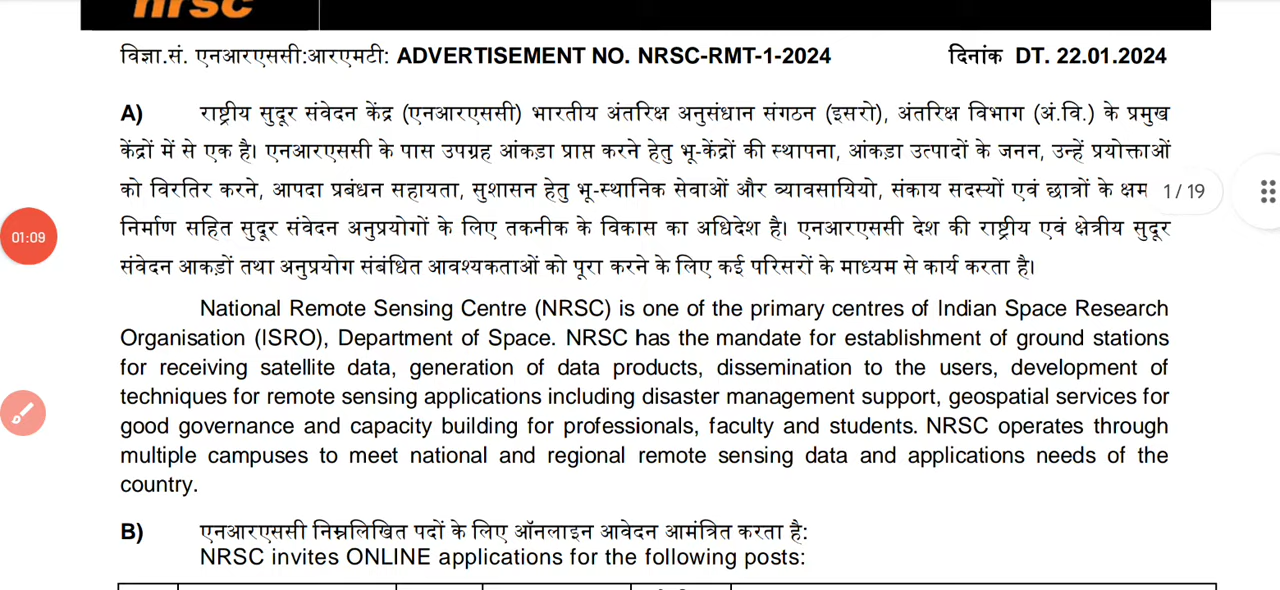 nrsc
विज्ञा.सं. एनआरएससी:आरएमटी: ADVERTISEMENT NO. NRSC-RMT-1-2024 दिनांक DT. 22.01.2024
A) राष्ट्रीय सुदूर संवेदन केंद्र (एनआरएससी) भारतीय अंतरिक्ष अनुसंधान संगठन (इसरो), अंतरिक्ष विभाग (अं.वि.) के प्रमुख
केंद्रों में से एक है। एनआरएससी के पास उपग्रह आंकड़ा प्राप्त करने हेतु भू-केंद्रों की स्थापना, आंकड़ा उत्पादों के जनन, उन्हें प्रयोक्ताओं
को विरतिर करने, आपदा प्रबंधन सहायता, सुशासन हेतु भू-स्थानिक सेवाओं और व्यावसायियो, संकाय सदस्यों एवं छात्रों के क्षम 1 / 19
01:09
निर्माण सहित सुदूर संवेदन अनुप्रयोगों के लिए तकनीक के विकास का अधिदेश है। एनआरएससी देश की राष्ट्रीय एवं क्षेत्रीय सुदूर
संवेदन आकड़ों तथा अनुप्रयोग संबंधित आवश्यकताओं को पूरा करने के लिए कई परिसरों के माध्यम से कार्य करता है।
National Remote Sensing Centre (NRSC) is one of the primary centres of Indian Space Research
Organisation (ISRO), Department of Space. NRSC has the mandate for establishment of ground stations
for receiving satellite data, generation of data products, dissemination to the users, development of
techniques for remote sensing applications including disaster management support, geospatial services for
good governance and capacity building for professionals, faculty and students. NRSC operates through
multiple campuses to meet national and regional remote sensing data and applications needs of the
country.
B) एनआरएससी निम्नलिखित पदों के लिए ऑनलाइन आवेदन आमंत्रित करता है:
NRSC invites ONLINE applications for the following posts: